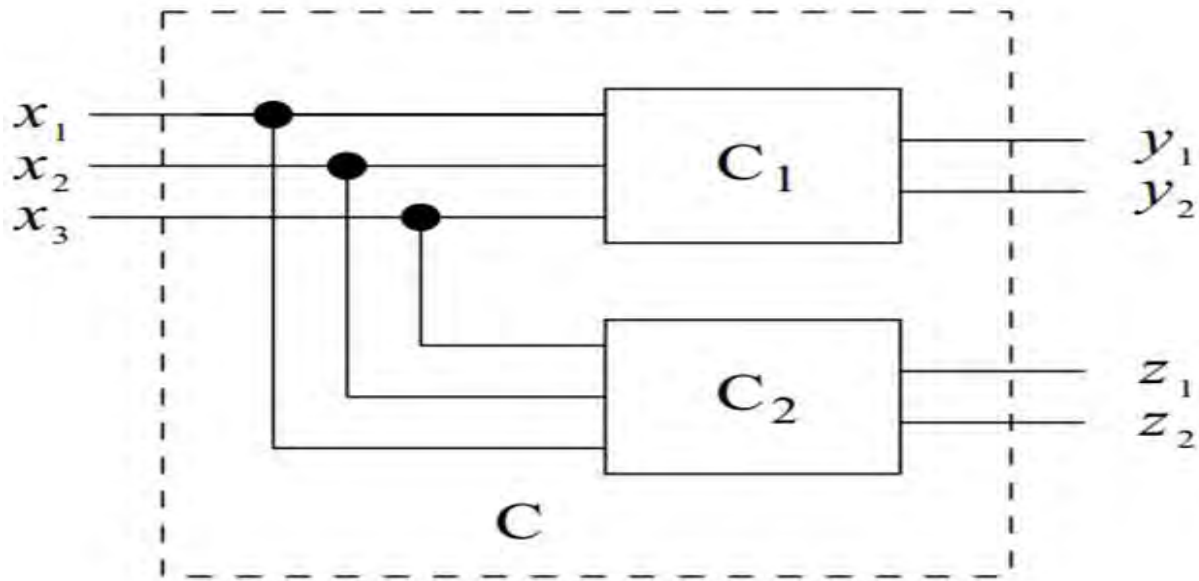 x₁
x₂
x₃
C₁
y₁
y₂
C₂
z₁
z₂
C